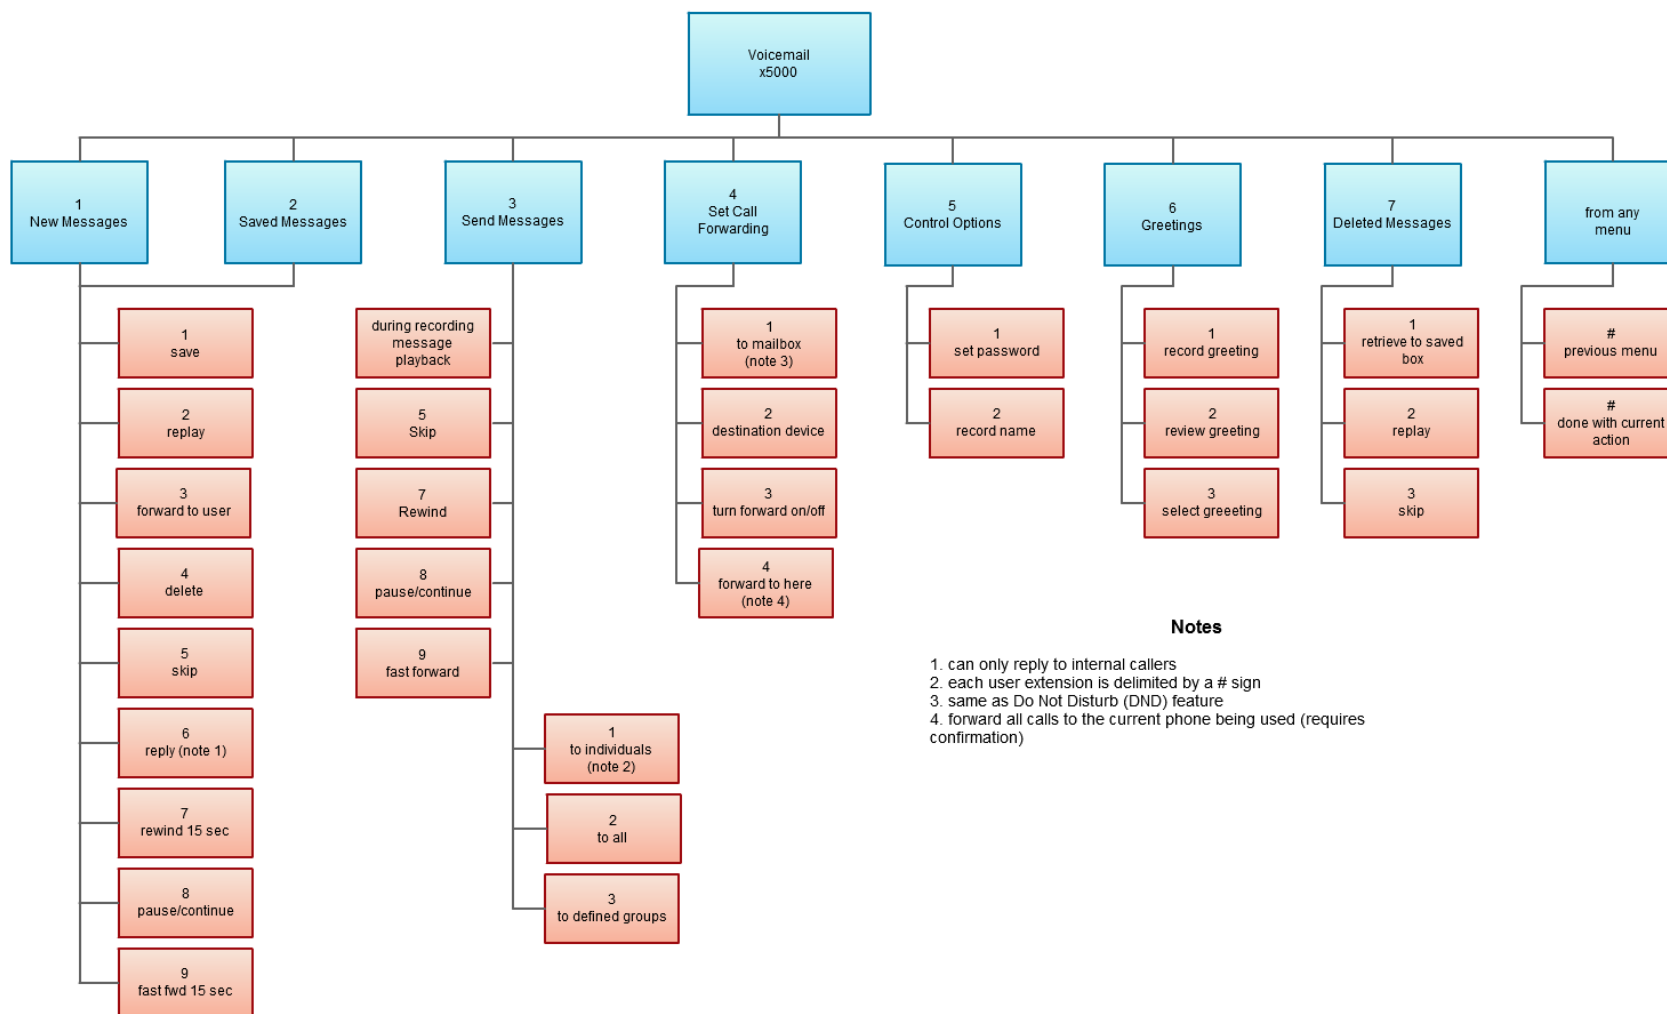 Voicemail
x5000
1
New Messages
2
Saved Messages
3
Send Messages
4
Set Call
Forwarding
5
Control Options
6
Greetings
7
Deleted Messages
from any
menu
1
save
2
replay
3
forward to user
4
delete
5
skip
6
reply (note 1)
7
rewind 15 sec
8
pause/continue
9
fast fwd 15 sec
during recording
message
playback
5
Skip
7
Rewind
8
pause/continue
9
fast forward
1
to individuals
(note 2)
2
to all
3
to defined groups
1
to mailbox
(note 3)
2
destination device
3
turn forward on/off
4
forward to here
(note 4)
1
set password
2
record name
1
record greeting
2
review greeting
3
select greeeting
1
retrieve to saved
box
2
replay
3
skip
#
previous menu
#
done with current
action
Notes
1. can only reply to internal callers
2. each user extension is delimited by a # sign
3. same as Do Not Disturb (DND) feature
4. forward all calls to the current phone being used (requires
confirmation)